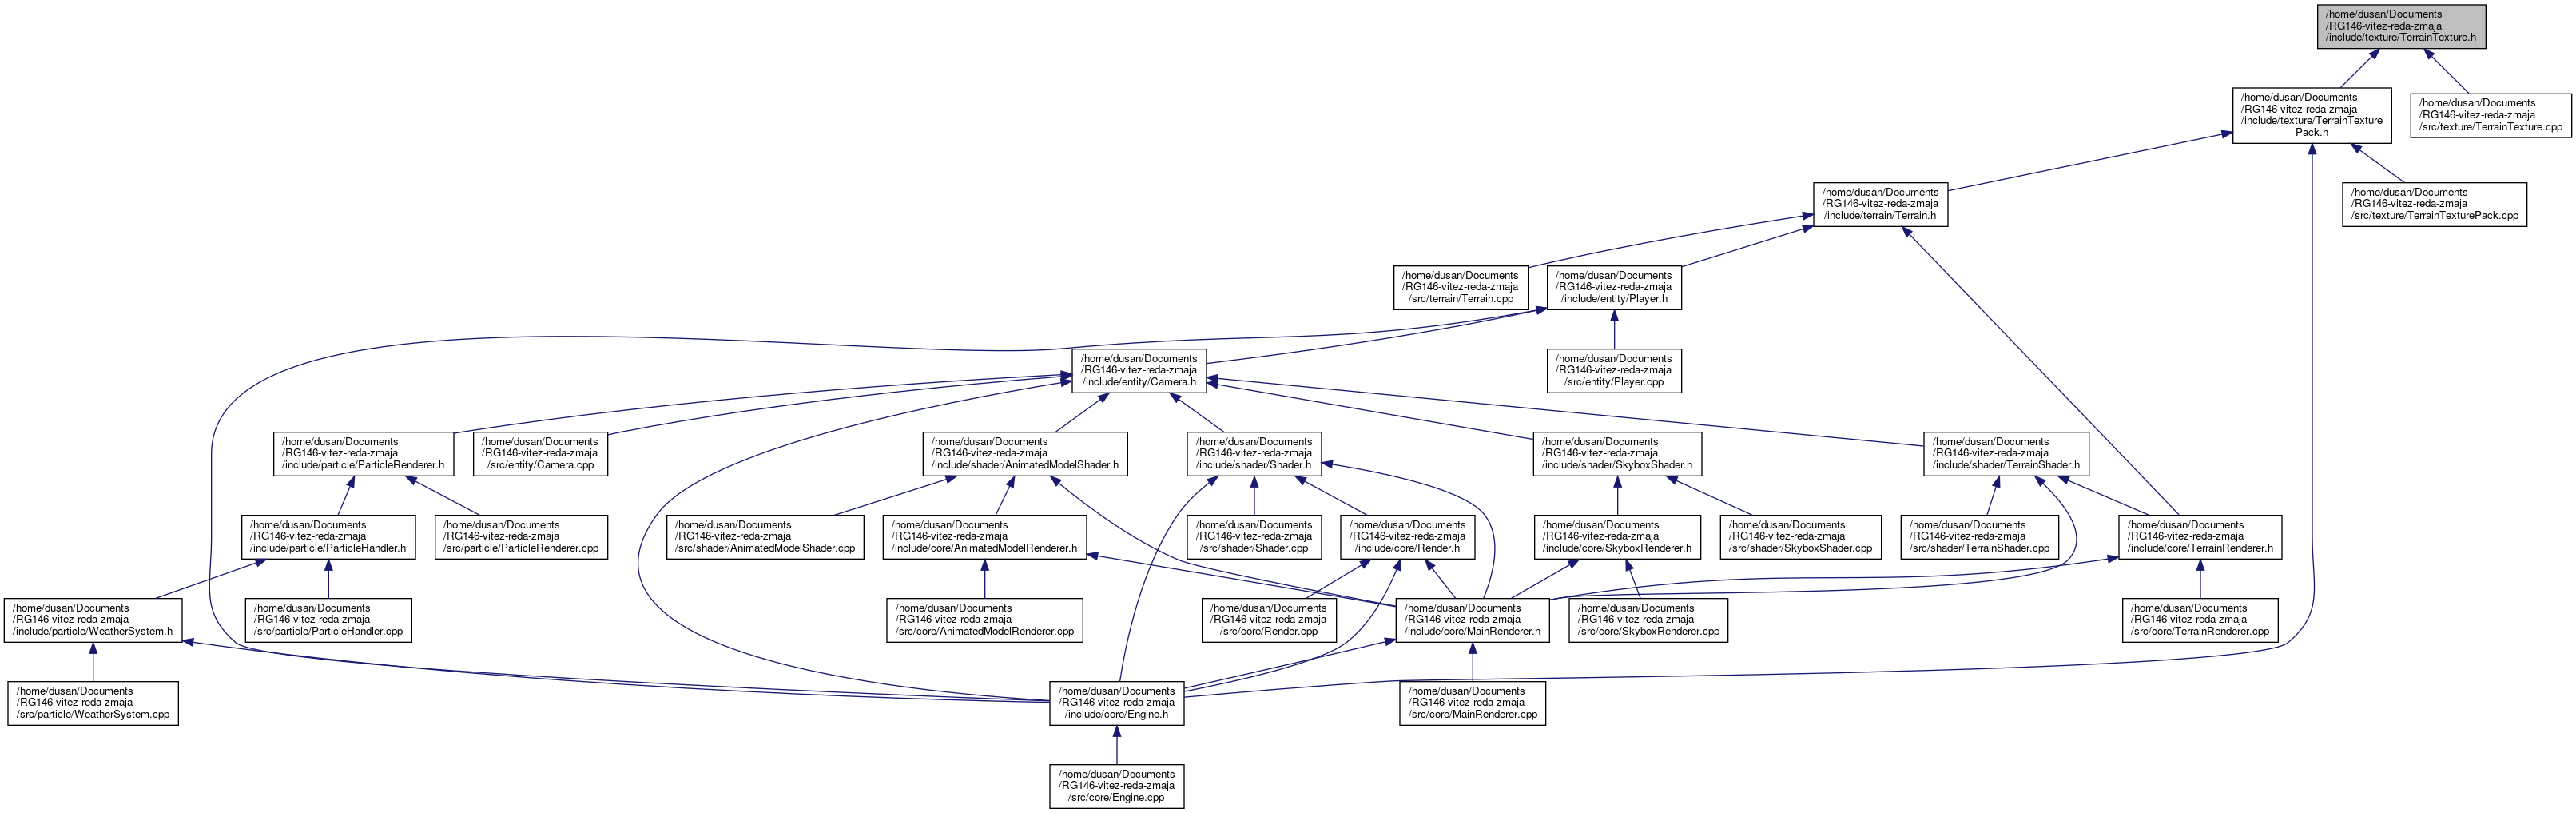 /home/dusan/Documents
/RG146-vitez-reda-zmaja
/include/texture/TerrainTexture.h
/home/dusan/Documents
/RG146-vitez-reda-zmaja
/include/texture/TerrainTexture
Pack.h
/home/dusan/Documents
/RG146-vitez-reda-zmaja
/src/texture/TerrainTexture.cpp
/home/dusan/Documents
/RG146-vitez-reda-zmaja
/include/terrain/Terrain.h
/home/dusan/Documents
/RG146-vitez-reda-zmaja
/src/texture/TerrainTexturePack.cpp
/home/dusan/Documents
/RG146-vitez-reda-zmaja
/src/terrain/Terrain.cpp
/home/dusan/Documents
/RG146-vitez-reda-zmaja
/include/entity/Player.h
/home/dusan/Documents
/RG146-vitez-reda-zmaja
/include/entity/Camera.h
/home/dusan/Documents
/RG146-vitez-reda-zmaja
/src/entity/Player.cpp
/home/dusan/Documents
/RG146-vitez-reda-zmaja
/include/particle/ParticleRenderer.h
/home/dusan/Documents
/RG146-vitez-reda-zmaja
/src/entity/Camera.cpp
/home/dusan/Documents
/RG146-vitez-reda-zmaja
/include/shader/AnimatedModelShader.h
/home/dusan/Documents
/RG146-vitez-reda-zmaja
/include/shader/Shader.h
/home/dusan/Documents
/RG146-vitez-reda-zmaja
/include/shader/SkyboxShader.h
/home/dusan/Documents
/RG146-vitez-reda-zmaja
/include/shader/TerrainShader.h
/home/dusan/Documents
/RG146-vitez-reda-zmaja
/include/particle/ParticleHandler.h
/home/dusan/Documents
/RG146-vitez-reda-zmaja
/src/particle/ParticleRenderer.cpp
/home/dusan/Documents
/RG146-vitez-reda-zmaja
/src/shader/AnimatedModelShader.cpp
/home/dusan/Documents
/RG146-vitez-reda-zmaja
/include/core/AnimatedModelRenderer.h
/home/dusan/Documents
/RG146-vitez-reda-zmaja
/src/shader/Shader.cpp
/home/dusan/Documents
/RG146-vitez-reda-zmaja
/include/core/Render.h
/home/dusan/Documents
/RG146-vitez-reda-zmaja
/include/core/SkyboxRenderer.h
/home/dusan/Documents
/RG146-vitez-reda-zmaja
/src/shader/SkyboxShader.cpp
/home/dusan/Documents
/RG146-vitez-reda-zmaja
/src/shader/TerrainShader.cpp
/home/dusan/Documents
/RG146-vitez-reda-zmaja
/include/core/TerrainRenderer.h
/home/dusan/Documents
/RG146-vitez-reda-zmaja
/include/particle/WeatherSystem.h
/home/dusan/Documents
/RG146-vitez-reda-zmaja
/src/particle/ParticleHandler.cpp
/home/dusan/Documents
/RG146-vitez-reda-zmaja
/src/core/AnimatedModelRenderer.cpp
/home/dusan/Documents
/RG146-vitez-reda-zmaja
/src/core/Render.cpp
/home/dusan/Documents
/RG146-vitez-reda-zmaja
/include/core/MainRenderer.h
/home/dusan/Documents
/RG146-vitez-reda-zmaja
/src/core/SkyboxRenderer.cpp
/home/dusan/Documents
/RG146-vitez-reda-zmaja
/src/core/TerrainRenderer.cpp
/home/dusan/Documents
/RG146-vitez-reda-zmaja
/src/particle/WeatherSystem.cpp
/home/dusan/Documents
/RG146-vitez-reda-zmaja
/include/core/Engine.h
/home/dusan/Documents
/RG146-vitez-reda-zmaja
/src/core/MainRenderer.cpp
/home/dusan/Documents
/RG146-vitez-reda-zmaja
/src/core/Engine.cpp